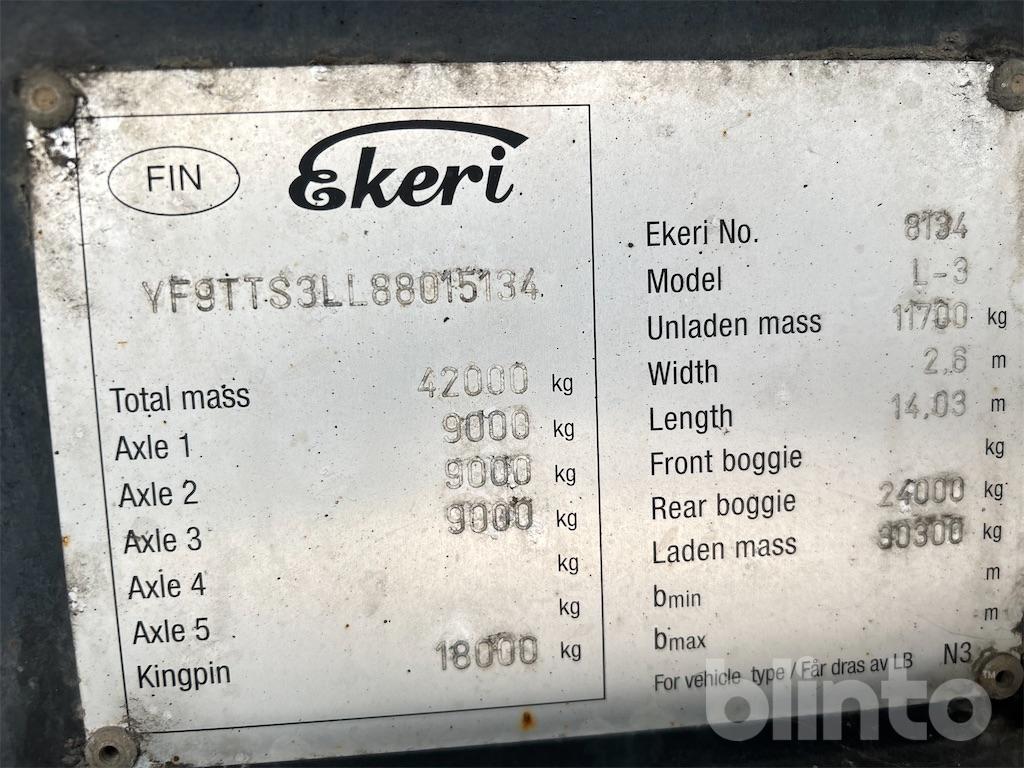 FIN
Ekeri
YF9TTS3LL88015134
Total mass 42000 kg
Axle 1 9000 kg
Axle 2 9000 kg
Axle 3 9000 kg
Axle 4 kg
Axle 5 kg
Kingpin 18000 kg
Ekeri No. 8134
Model L-3
Unladen mass 11700 kg
Width 2,6 m
Length 14,03 m
Front boggie kg
Rear boggie 24000 kg
Laden mass 30300 kg
bmin m
bmax m
For vehicle type / Får dras av LB N3
blinto™